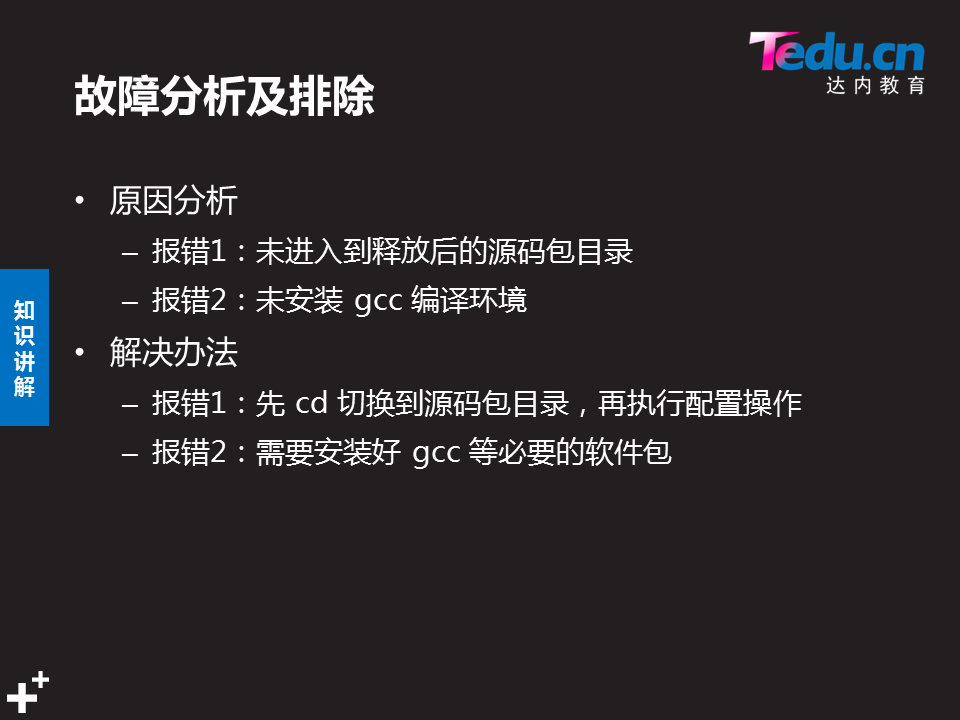 Tedu.cn
达内教育
故障分析及排除
• 原因分析
– 报错1：未进入到释放后的源码包目录
– 报错2：未安装 gcc 编译环境
知识讲解
• 解决办法
– 报错1：先 cd 切换到源码包目录，再执行配置操作
– 报错2：需要安装好 gcc 等必要的软件包